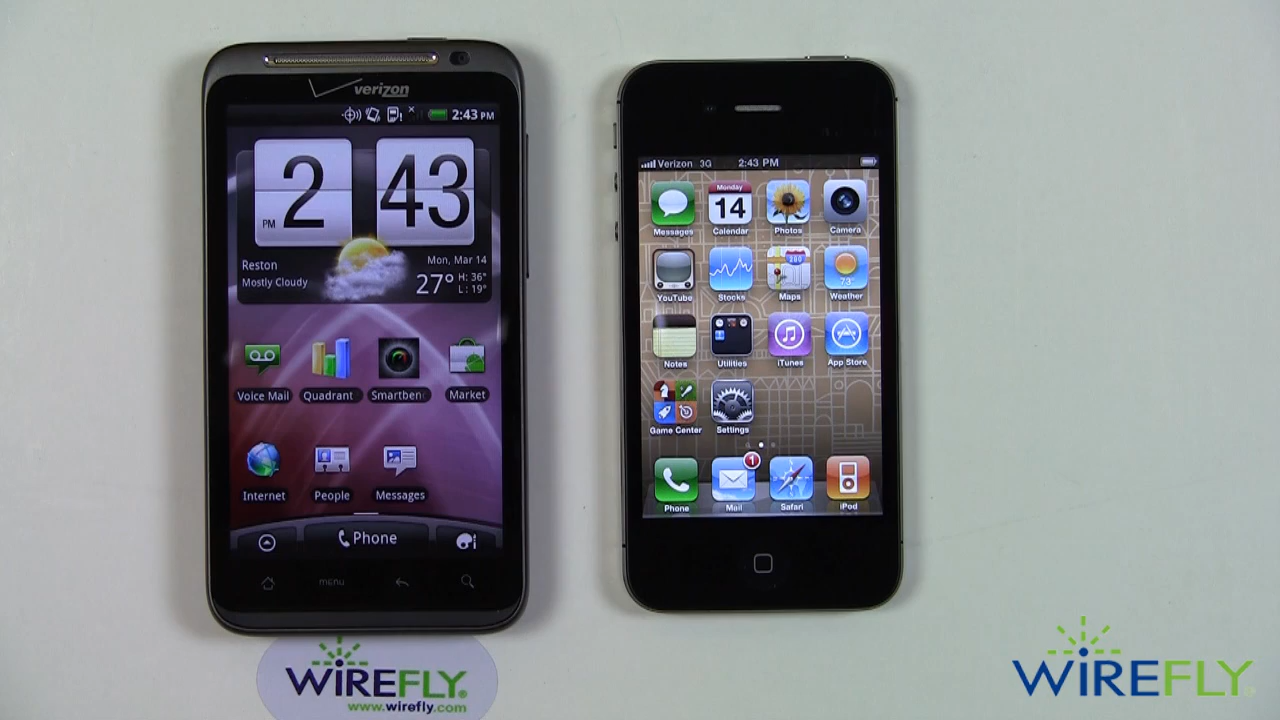 verizon
2:43 PM
2 43
PM
Reston
Mostly Cloudy
Mon, Mar 14
27° H: 36°
L: 19°
Voice Mail Quadrant Smartben Market
Internet People Messages
Phone
menu
Verizon 3G 2:43 PM
Monday
14
Messages Calendar Photos Camera
280
73°
YouTube Stocks Maps Weather
Notes Utilities iTunes App Store
Game Center Settings
1
Phone Mail Safari iPod
WIREFLY
www.wirefly.com
WIREFLY